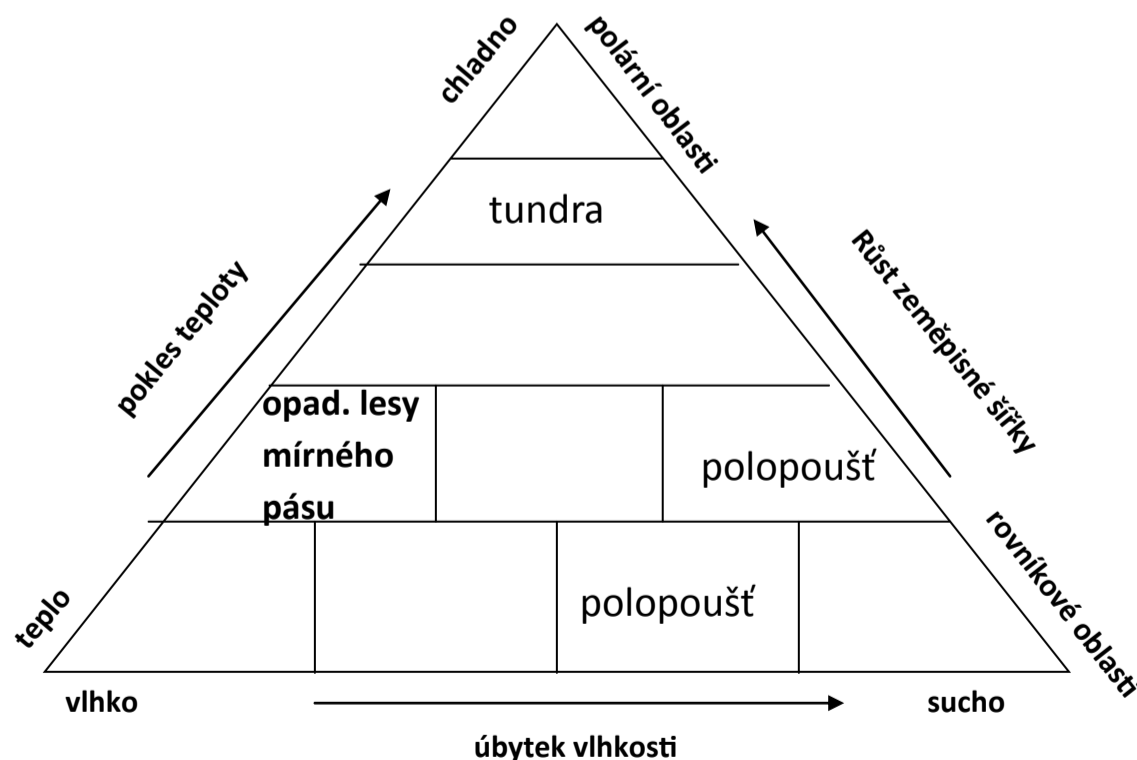 chladno
polární oblasti
tundra
pokles teploty
Růst zeměpisné šířky
opad. lesy
mírného
pásu
polopoušť
teplo
polopoušť
rovníkové oblasti
vlhko
sucho
úbytek vlhkosti